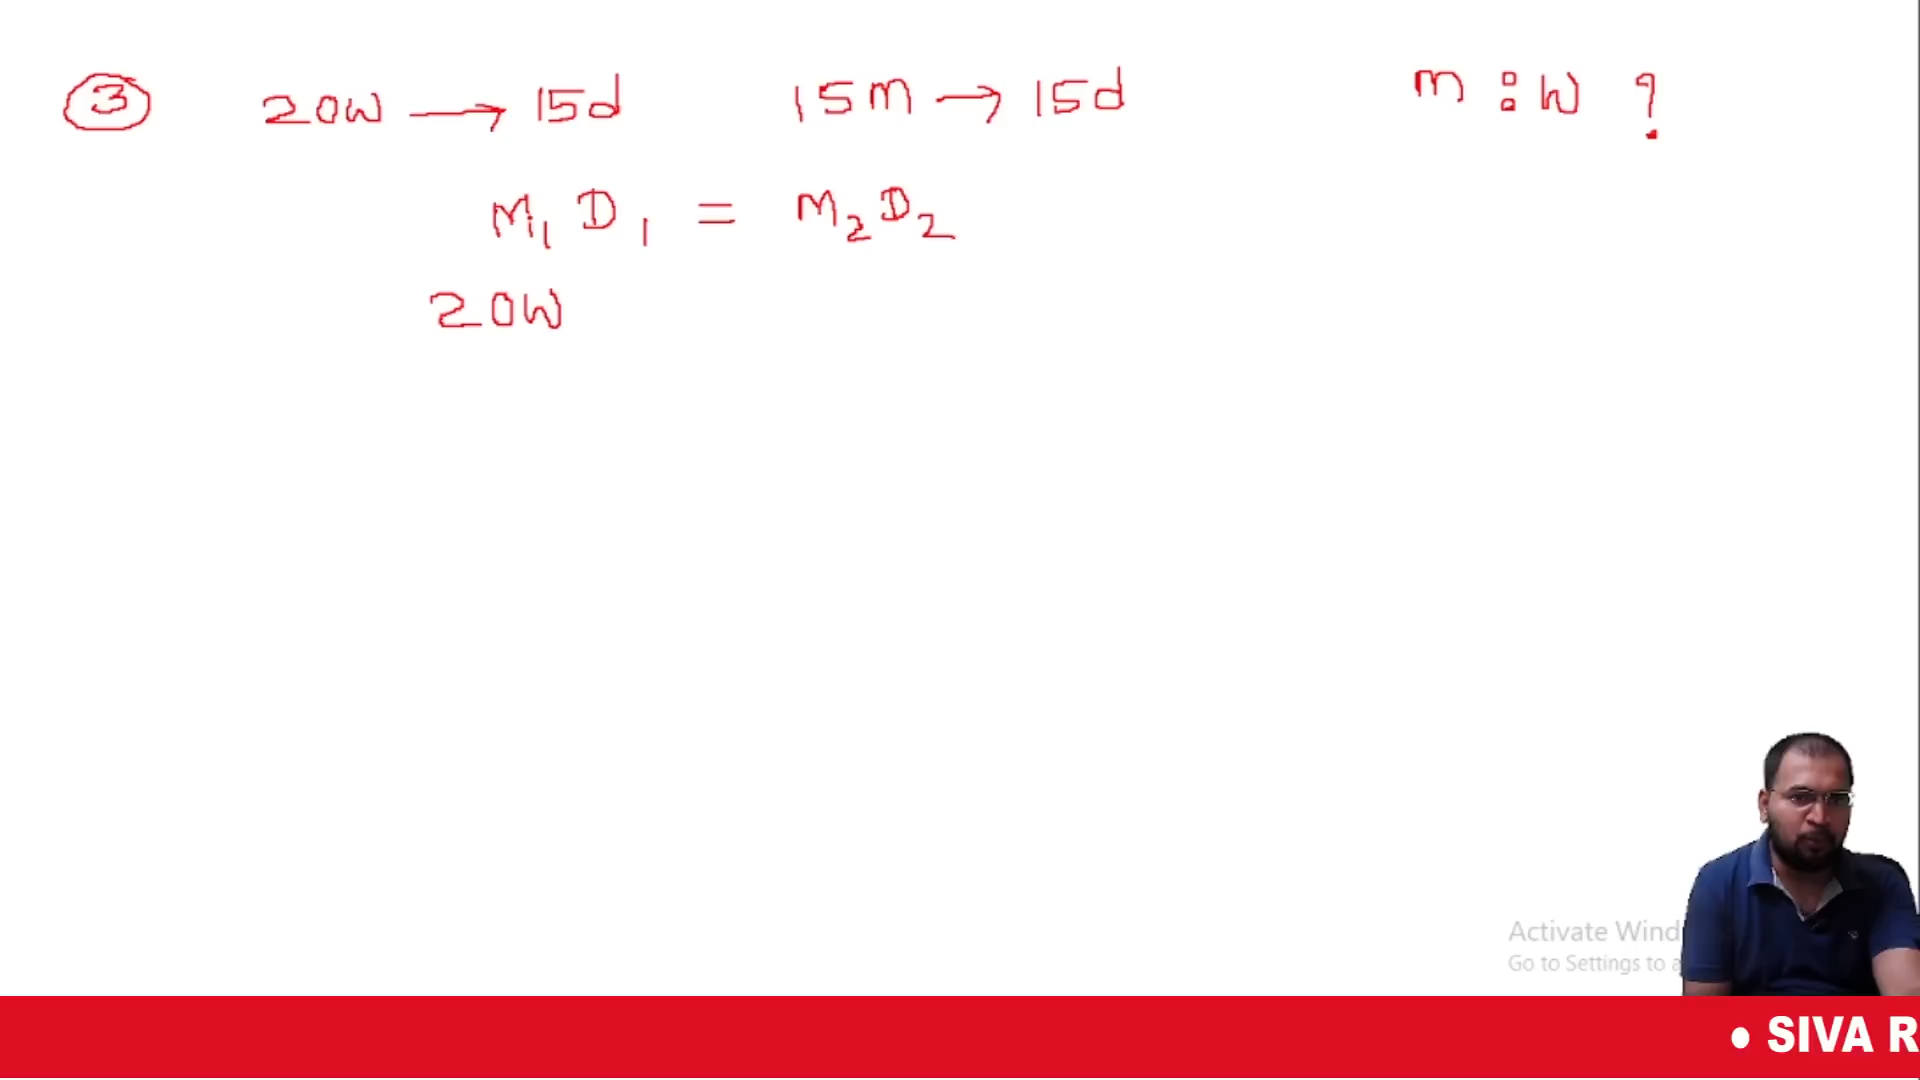 3 20W → 15d 15m → 15d m : W ?
M₁ D₁ = M₂ D₂
20W
Activate Wind
Go to Settings to a
• SIVA R